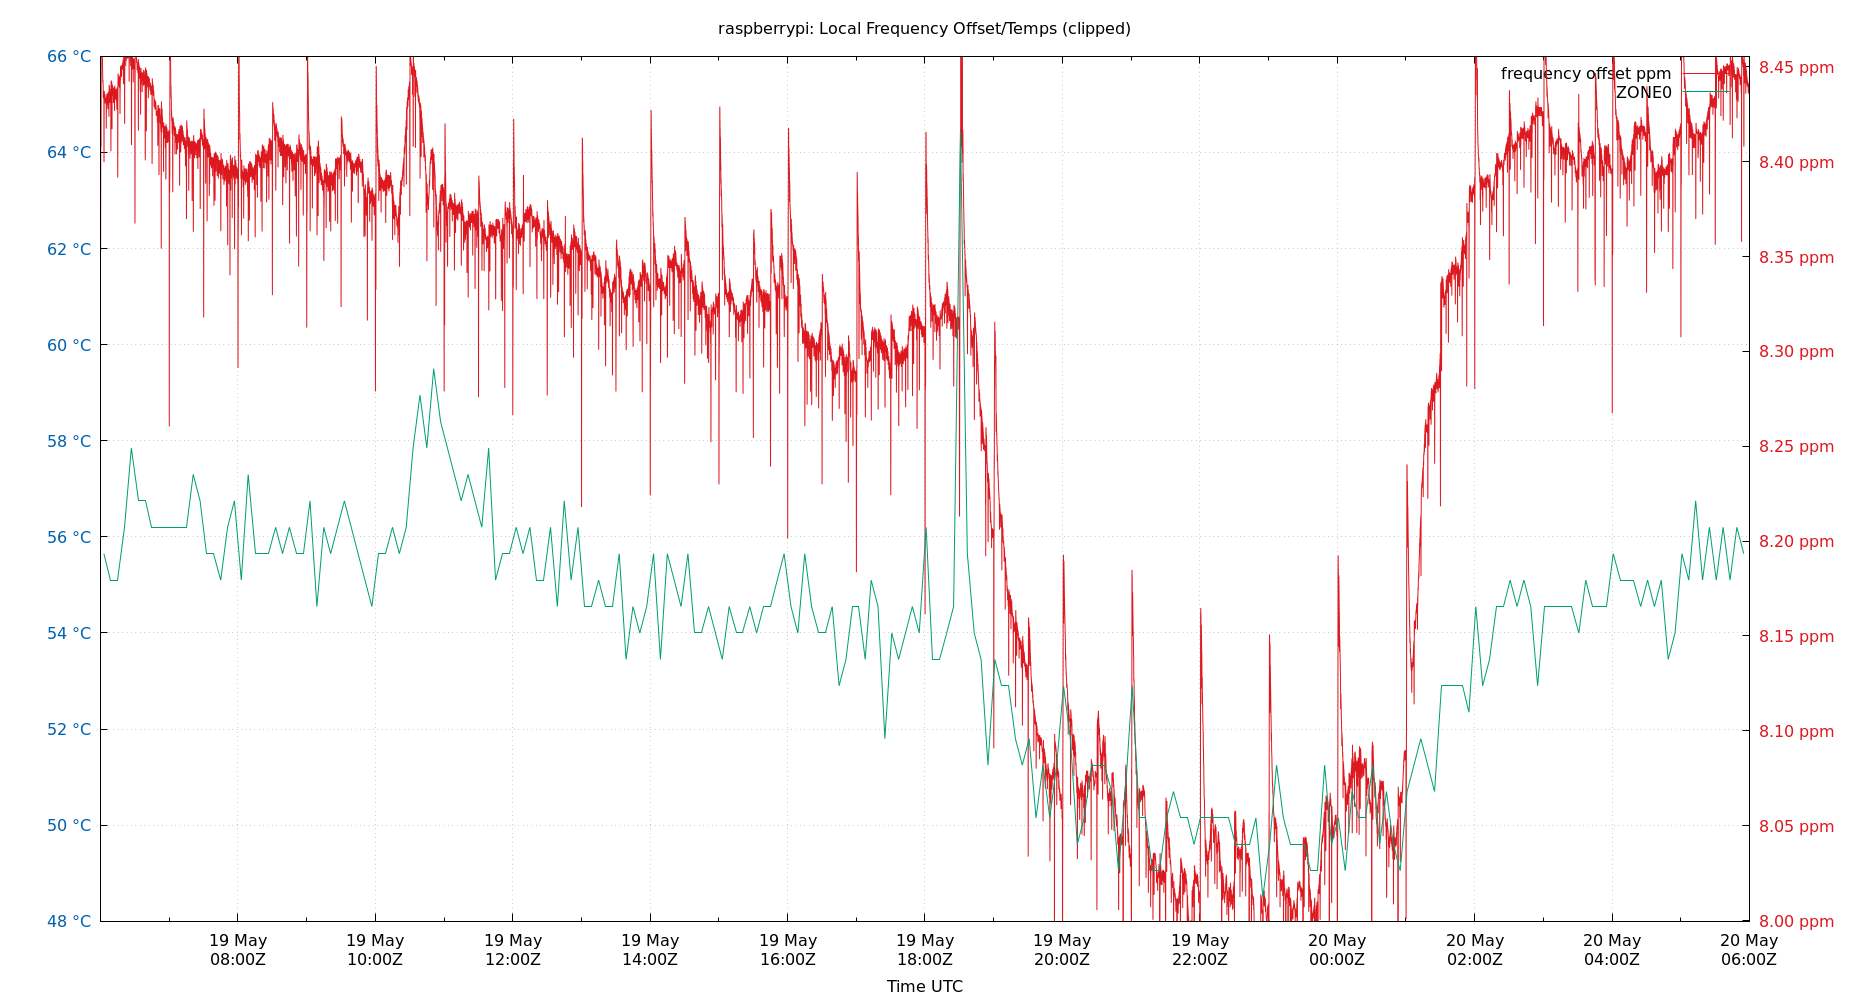 raspberrypi: Local Frequency Offset/Temps (clipped)
66 °C
64 °C
62 °C
60 °C
58 °C
56 °C
54 °C
52 °C
50 °C
48 °C
frequency offset ppm
ZONE0
8.45 ppm
8.40 ppm
8.35 ppm
8.30 ppm
8.25 ppm
8.20 ppm
8.15 ppm
8.10 ppm
8.05 ppm
8.00 ppm
19 May
08:00Z
19 May
10:00Z
19 May
12:00Z
19 May
14:00Z
19 May
16:00Z
19 May
18:00Z
19 May
20:00Z
19 May
22:00Z
20 May
00:00Z
20 May
02:00Z
20 May
04:00Z
20 May
06:00Z
Time UTC